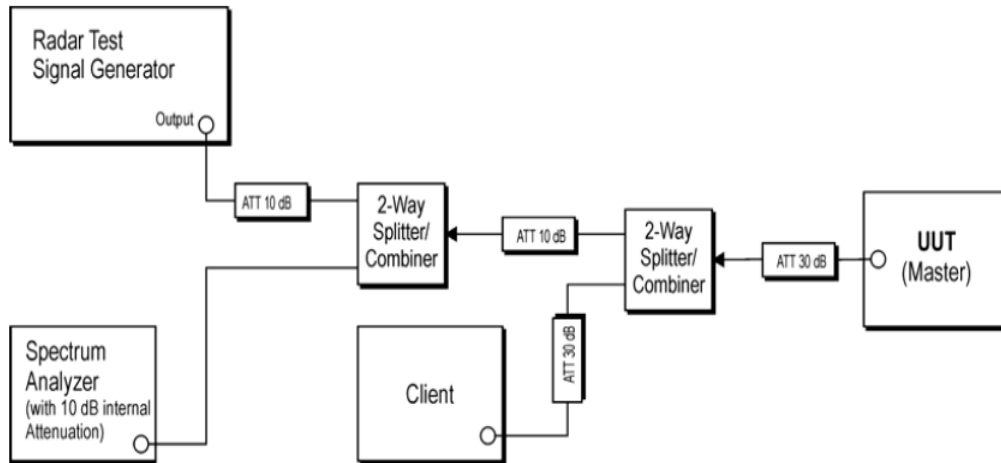 Radar Test
Signal Generator
Output
ATT 10 dB
2-Way
Splitter/
Combiner
ATT 10 dB
2-Way
Splitter/
Combiner
ATT 30 dB
UUT
(Master)
Spectrum
Analyzer
(with 10 dB internal
Attenuation)
Client
ATT 30 dB